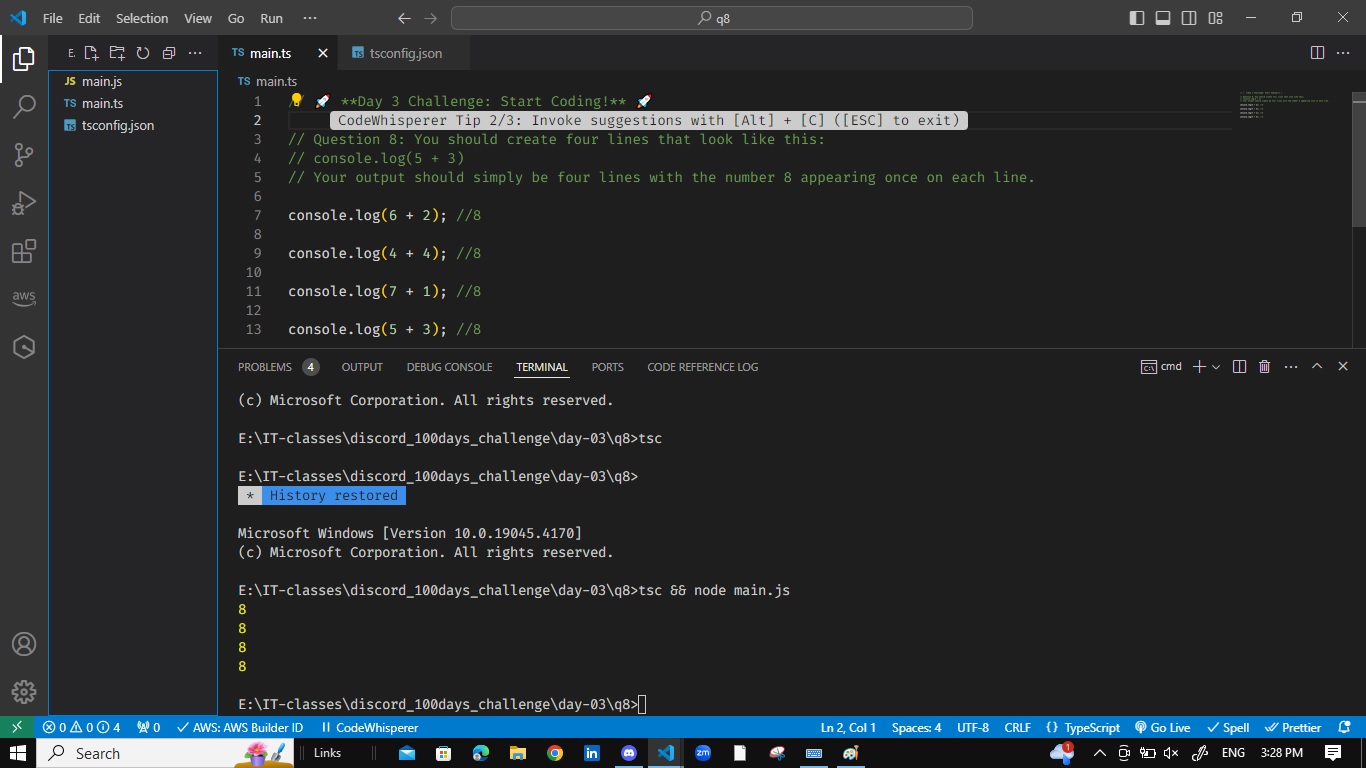 File Edit Selection View Go Run ··· q8
E. main.ts tsconfig.json
JS main.js
TS main.ts
TS tsconfig.json
TS main.ts
1 // 🚀 **Day 3 Challenge: Start Coding!** 🚀
2 CodeWhisperer Tip 2/3: Invoke suggestions with [Alt] + [C] ([ESC] to exit)
3 // Question 8: You should create four lines that look like this:
4 // console.log(5 + 3)
5 // Your output should simply be four lines with the number 8 appearing once on each line.
6
7 console.log(6 + 2); //8
8
9 console.log(4 + 4); //8
10
11 console.log(7 + 1); //8
12
13 console.log(5 + 3); //8
aws
PROBLEMS 4 OUTPUT DEBUG CONSOLE TERMINAL PORTS CODE REFERENCE LOG cmd
(c) Microsoft Corporation. All rights reserved.
E:\IT-classes\discord_100days_challenge\day-03\q8>tsc
E:\IT-classes\discord_100days_challenge\day-03\q8>
* History restored
Microsoft Windows [Version 10.0.19045.4170]
(c) Microsoft Corporation. All rights reserved.
E:\IT-classes\discord_100days_challenge\day-03\q8>tsc && node main.js
8
8
8
8
E:\IT-classes\discord_100days_challenge\day-03\q8>
0 0 4 0 AWS: AWS Builder ID CodeWhisperer Ln 2, Col 1 Spaces: 4 UTF-8 CRLF {} TypeScript Go Live Spell Prettier
Search Links ENG 3:28 PM